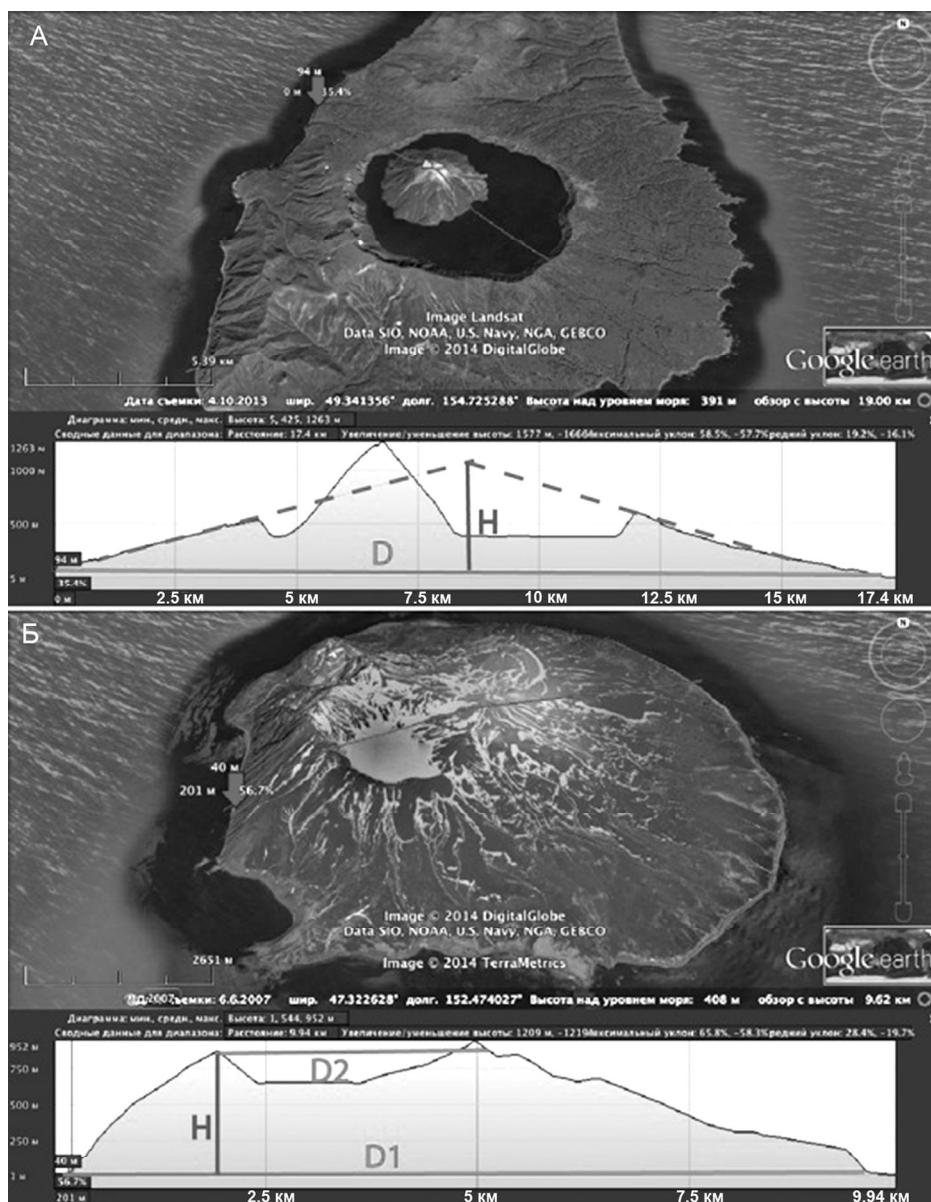 А
94 м
0 м 35.4%
Image Landsat
Data SIO, NOAA, U.S. Navy, NGA, GEBCO
Image © 2014 DigitalGlobe
5.39 км
Google earth
Дата съемки: 4.10.2013 шир. 49.341356° долг. 154.725288° Высота над уровнем моря: 391 м обзор с высоты 19.00 км
Диаграмма: мин., средн., макс. Высота: 5, 425, 1263 м
Сводные данные для диапазона: Расстояние: 17.4 км Увеличение/уменьшение высоты: 1577 м, -1666 Максимальный уклон: 58.5%, -57.7% средний уклон: 19.2%, -16.1%
1263 м
1000 м
500 м
H
D
94 м
5 м
35.4%
0 м 2.5 км 5 км 7.5 км 10 км 12.5 км 15 км 17.4 км
Б
N
40 м
201 м 56.7%
Image © 2014 DigitalGlobe
Data SIO, NOAA, U.S. Navy, NGA, GEBCO
2651 м
Image © 2014 TerraMetrics
Google earth
съемки: 6.6.2007 шир. 47.322628° долг. 152.474027° Высота над уровнем моря: 408 м обзор с высоты 9.62 км
Диаграмма: мин., средн., макс. Высота: 1, 544, 952 м
Сводные данные для диапазона: Расстояние: 9.94 км Увеличение/уменьшение высоты: 1209 м, -1219 Максимальный уклон: 65.8%, -58.3% средний уклон: 28.4%, -19.7%
952 м
D2
500 м
H
250 м
D1
40 м
1 м
56.7%
201 м 2.5 км 5 км 7.5 км 9.94 км